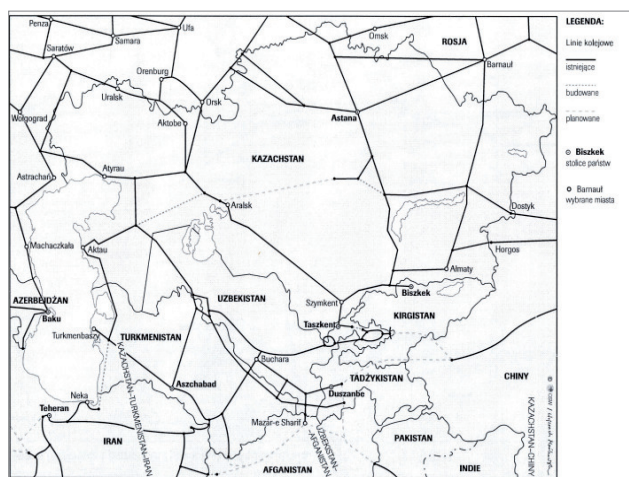 Penza
Samara
Ufa
Saratów
Omsk
ROSJA
Barnauł
Orenburg
Uralsk
Orsk
Wołgograd
Aktobe
Astana
KAZACHSTAN
Astrachań
Atyrau
Aralsk
Dostyk
Machaczkała
Aktau
Horgos
Ałmaty
AZERBEJDŻAN
Baku
UZBEKISTAN
Szymkent
Biszkek
Taszkent
KIRGISTAN
Turkmenbaszy
TURKMENISTAN
Buchara
TADŻYKISTAN
CHINY
Aszchabad
Duszanbe
Neka
Teheran
Mazar-e Sharif
KAZACHSTAN-TURKMENISTAN-IRAN
UZBEKISTAN-AFGANISTAN
KAZACHSTAN-CHINY
IRAN
AFGANISTAN
PAKISTAN
INDIE
LEGENDA:
Linie kolejowe
istniejące
budowane
planowane
Biszkek
stolice państw
Barnauł
wybrane miasta